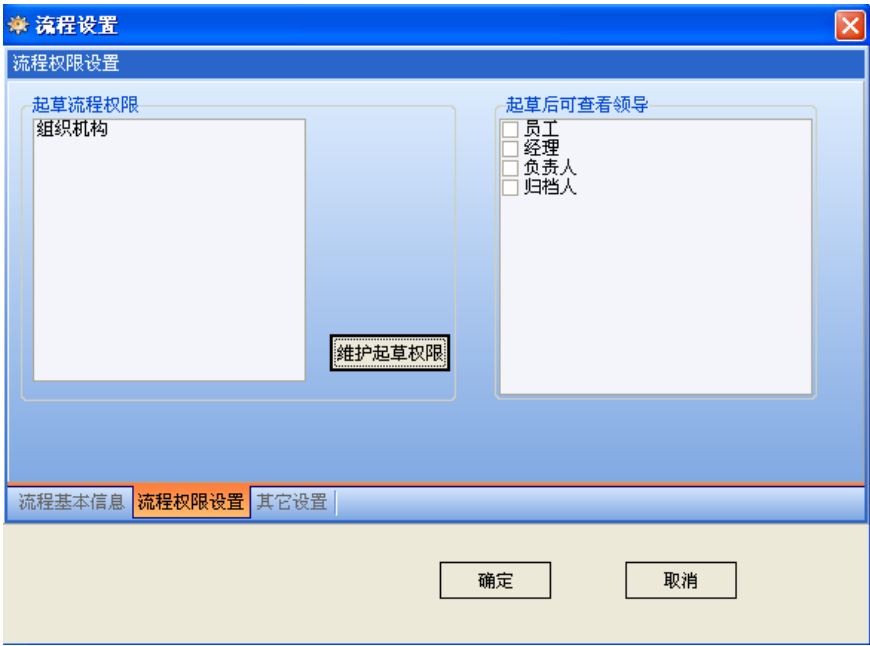 流程设置
流程权限设置
起草流程权限
组织机构
维护起草权限
起草后可查看领导
员工
经理
负责人
归档人
流程基本信息 流程权限设置 其它设置
确定 取消